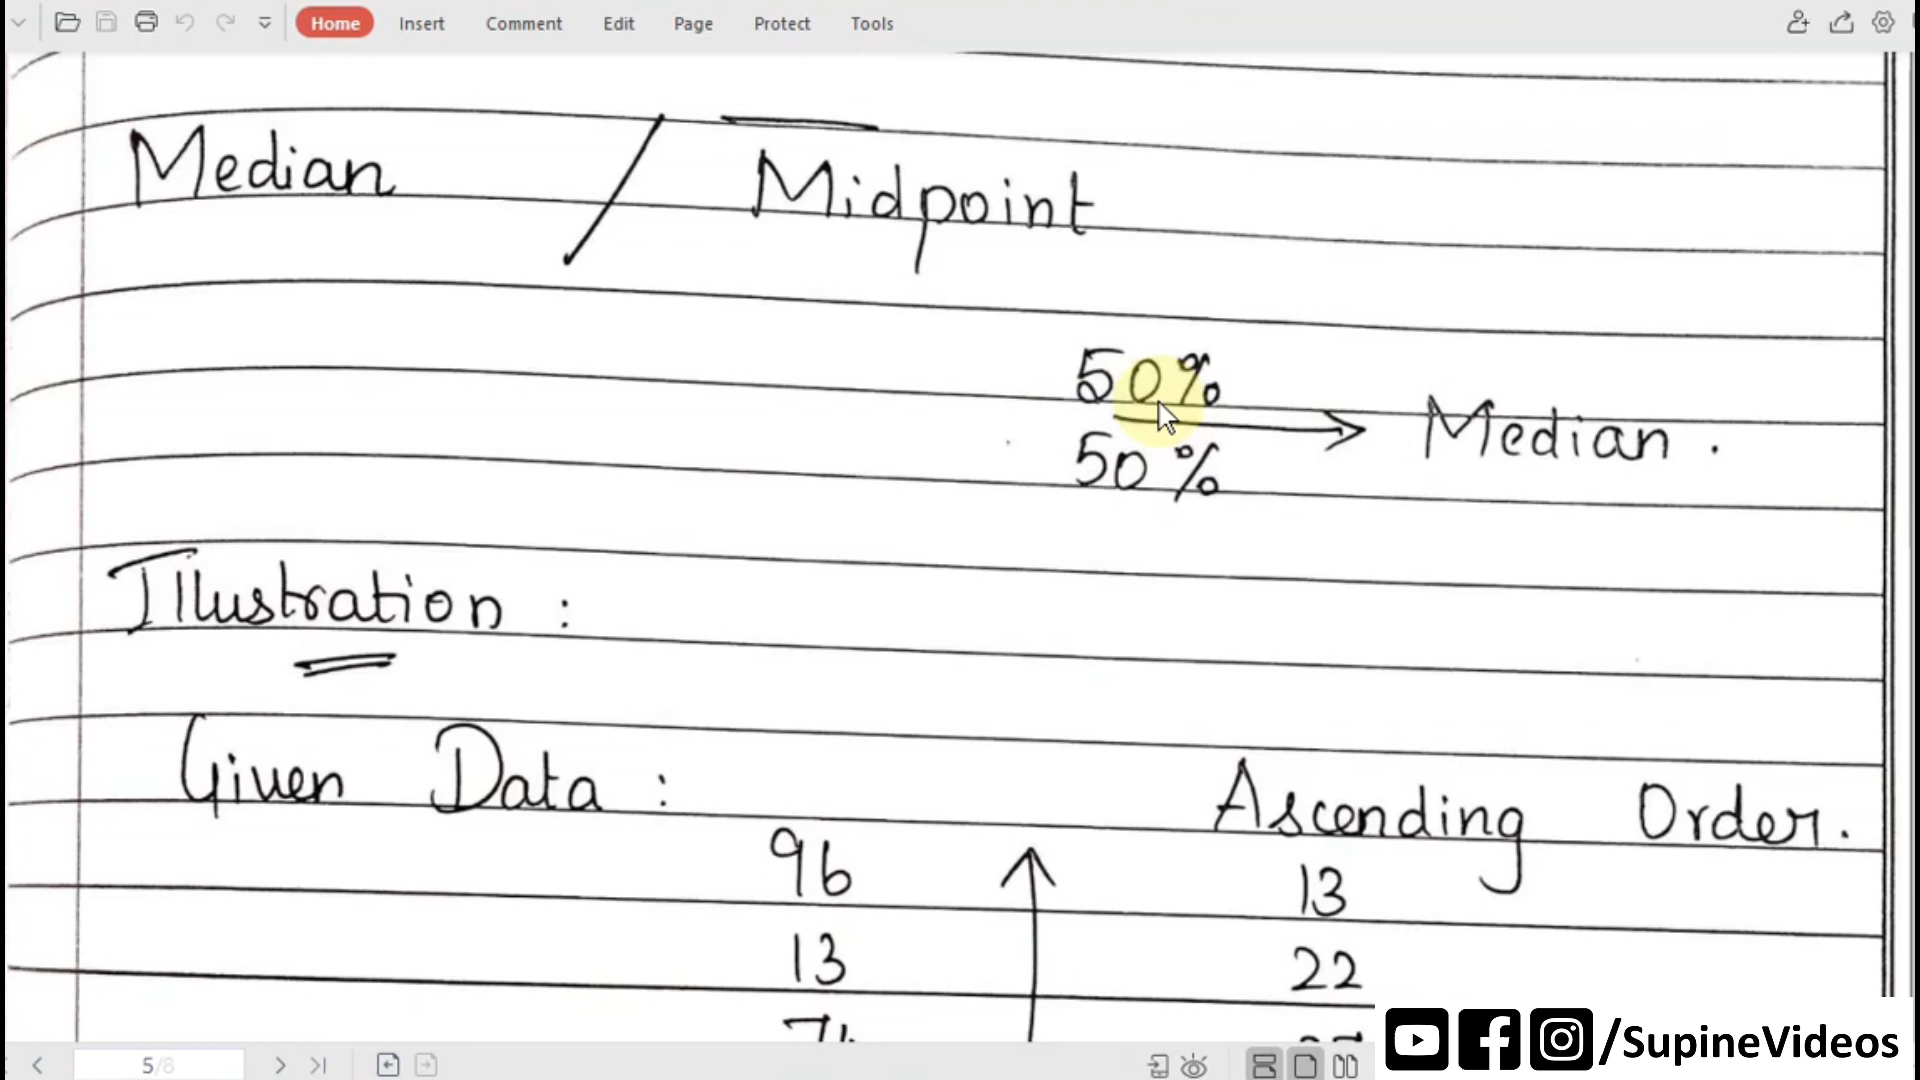 Home Insert Comment Edit Page Protect Tools
Median / Midpoint
50%
50% → Median.
Illustration :
Given Data : Ascending Order.
96 13
13 22
5/8
/SupineVideos